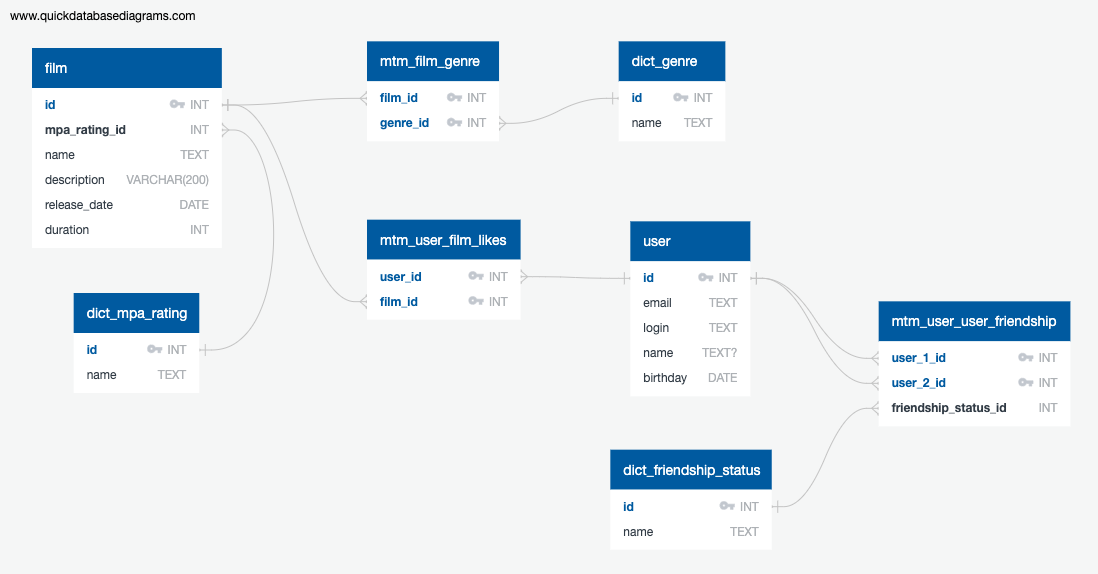 www.quickdatabasediagrams.com
film
id INT
mpa_rating_id INT
name TEXT
description VARCHAR(200)
release_date DATE
duration INT
mtm_film_genre
film_id INT
genre_id INT
dict_genre
id INT
name TEXT
mtm_user_film_likes
user_id INT
film_id INT
user
id INT
email TEXT
login TEXT
name TEXT?
birthday DATE
dict_mpa_rating
id INT
name TEXT
mtm_user_user_friendship
user_1_id INT
user_2_id INT
friendship_status_id INT
dict_friendship_status
id INT
name TEXT